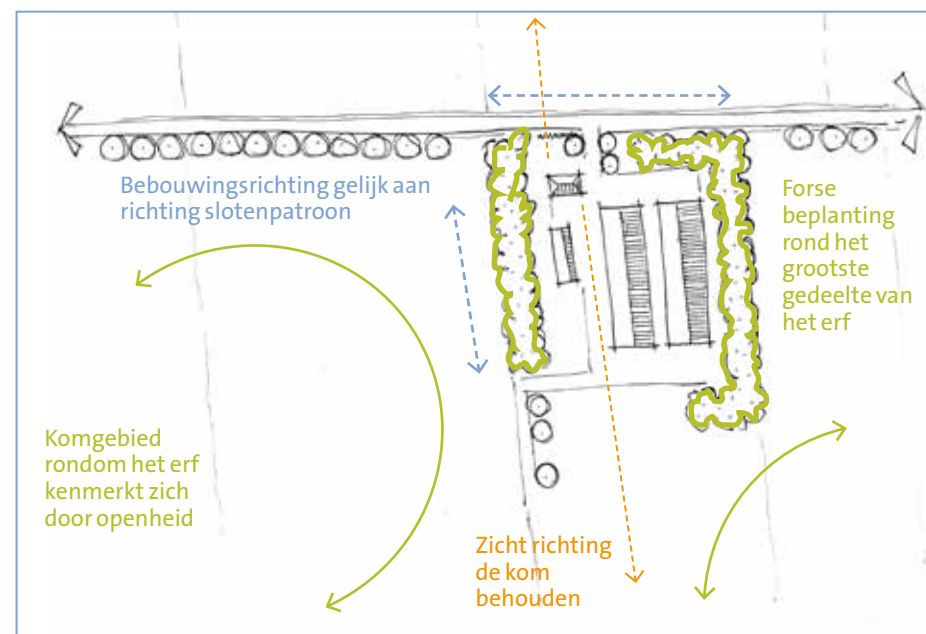 Bebouwingsrichting gelijk aan
richting slotenpatroon
Forse
beplanting
rond het
grootste
gedeelte van
het erf
Komgebied
rondom het erf
kenmerkt zich
door openheid
Zicht richting
de kom
behouden